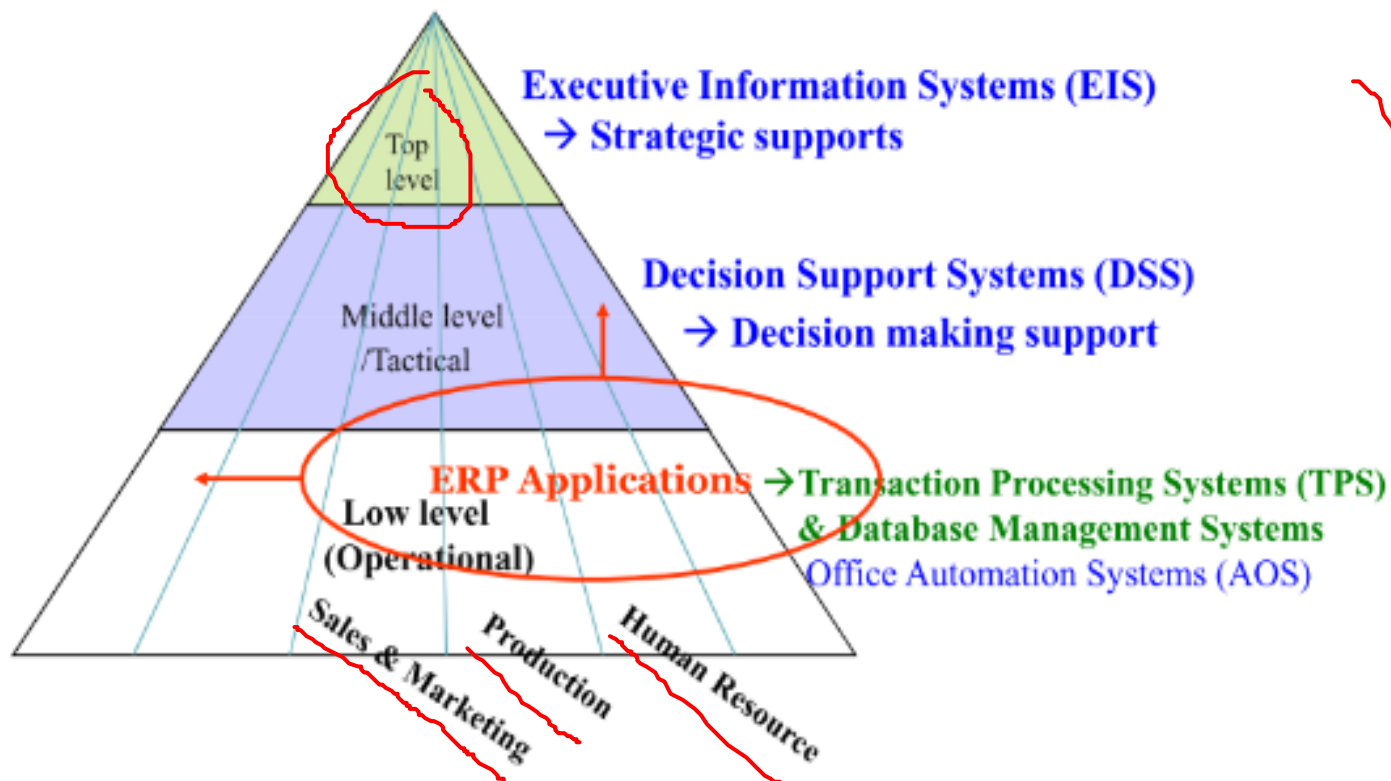 Executive Information Systems (EIS)
→ Strategic supports
Top
level
Decision Support Systems (DSS)
→ Decision making support
Middle level
/Tactical
ERP Applications → Transaction Processing Systems (TPS)
& Database Management Systems
Office Automation Systems (AOS)
Low level
(Operational)
Sales & Marketing
Production
Human Resource